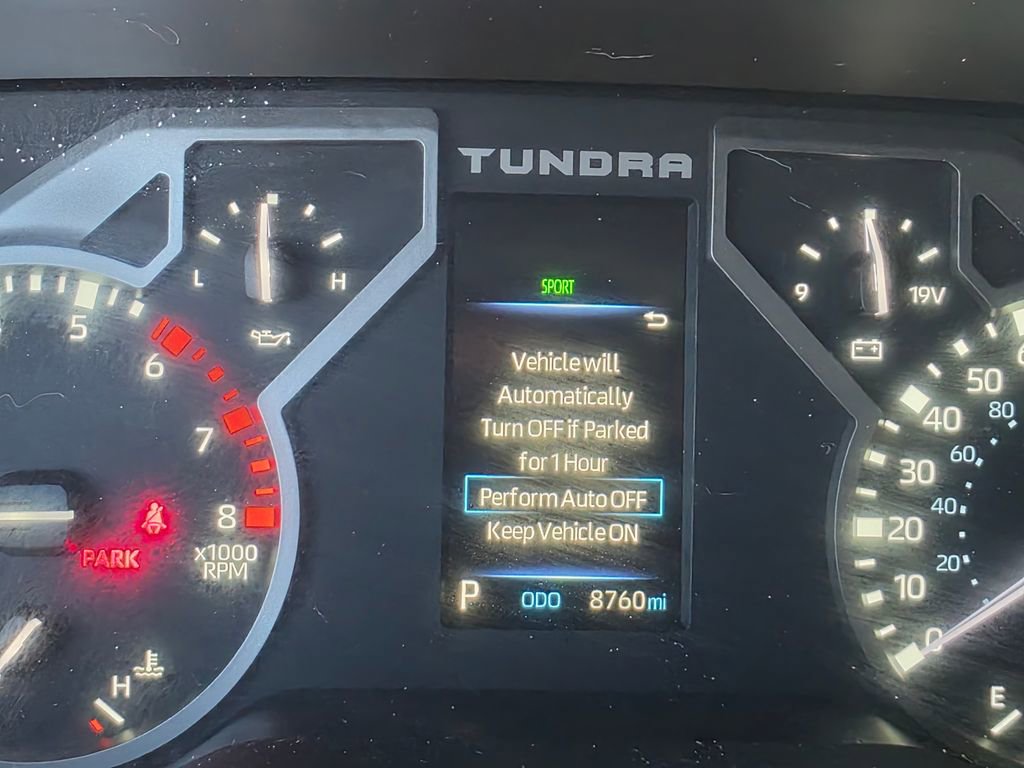 TUNDRA
L
H
9
19V
SPORT
Vehicle will
Automatically
Turn OFF if Parked
for 1 Hour
Perform Auto OFF
Keep Vehicle ON
P
ODO 8760 mi
5
6
7
8
x1000
RPM
PARK
H
50
40
30
20
10
0
80
60
40
20
E